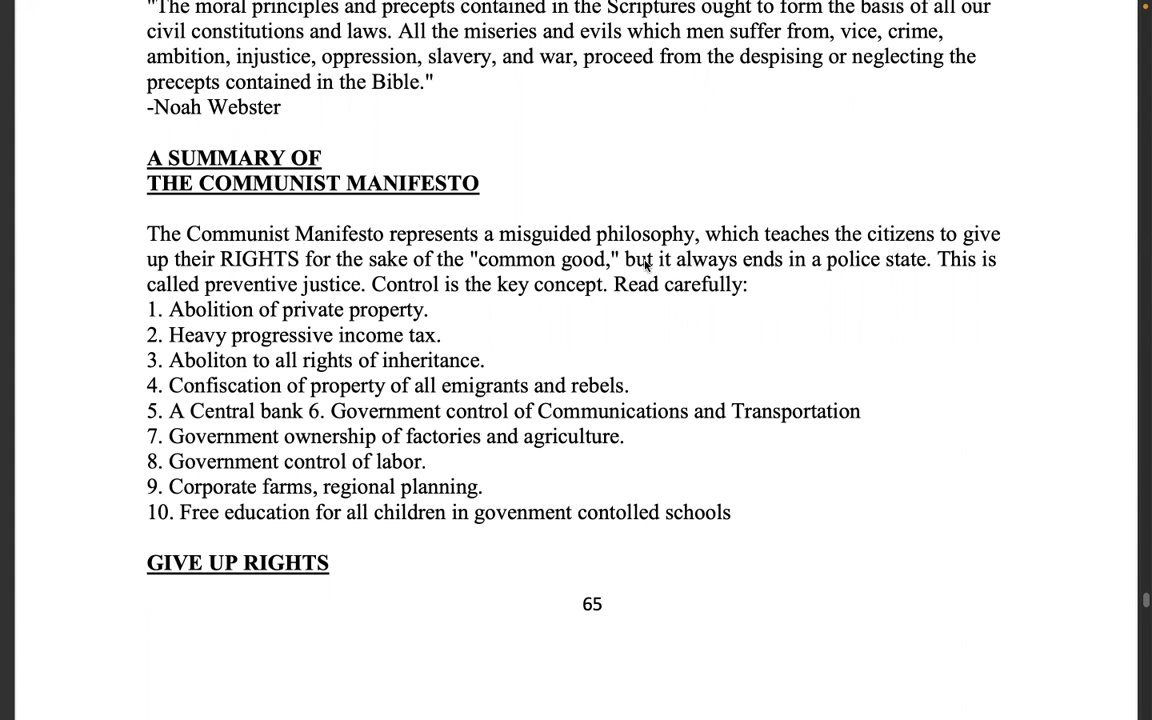 "The moral principles and precepts contained in the Scriptures ought to form the basis of all our
civil constitutions and laws. All the miseries and evils which men suffer from, vice, crime,
ambition, injustice, oppression, slavery, and war, proceed from the despising or neglecting the
precepts contained in the Bible."
-Noah Webster
A SUMMARY OF
THE COMMUNIST MANIFESTO
The Communist Manifesto represents a misguided philosophy, which teaches the citizens to give
up their RIGHTS for the sake of the "common good," but it always ends in a police state. This is
called preventive justice. Control is the key concept. Read carefully:
1. Abolition of private property.
2. Heavy progressive income tax.
3. Aboliton to all rights of inheritance.
4. Confiscation of property of all emigrants and rebels.
5. A Central bank 6. Government control of Communications and Transportation
7. Government ownership of factories and agriculture.
8. Government control of labor.
9. Corporate farms, regional planning.
10. Free education for all children in govenment contolled schools
GIVE UP RIGHTS
65